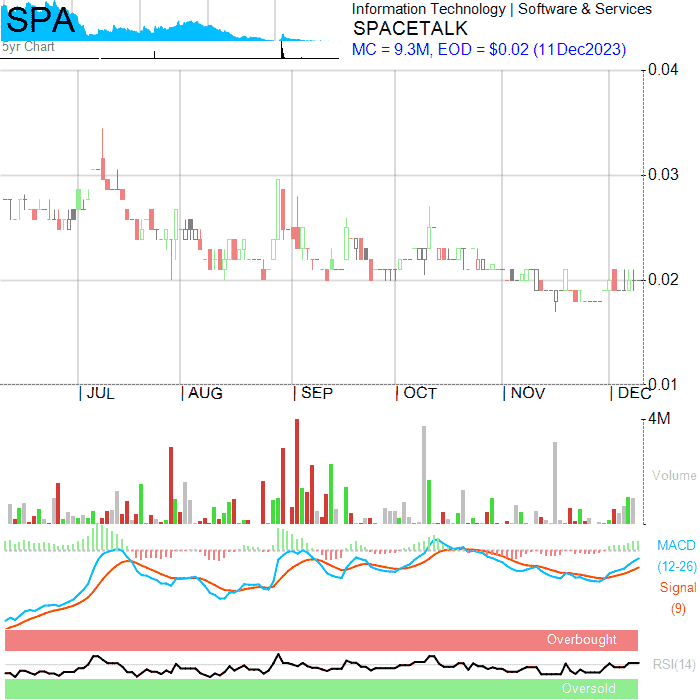 SPA
5yr Chart
Information Technology | Software & Services
SPACETALK
MC = 9.3M, EOD = $0.02 (11Dec2023)
0.04
0.03
0.02
0.01
| JUL | AUG | SEP | OCT | NOV | DEC
4M
Volume
MACD
(12-26)
Signal
(9)
Overbought
RSI(14)
Oversold